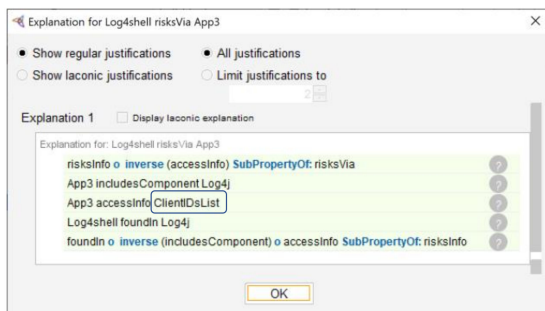 Explanation for Log4shell risksVia App3
Show regular justifications All justifications
Show laconic justifications Limit justifications to
2
Explanation 1 Display laconic explanation
Explanation for: Log4shell risksVia App3
risksInfo o inverse (accessInfo) SubPropertyOf: risksVia
App3 includesComponent Log4j
App3 accessInfo ClientIDsList
Log4shell foundIn Log4j
foundIn o inverse (includesComponent) o accessInfo SubPropertyOf: risksInfo
OK